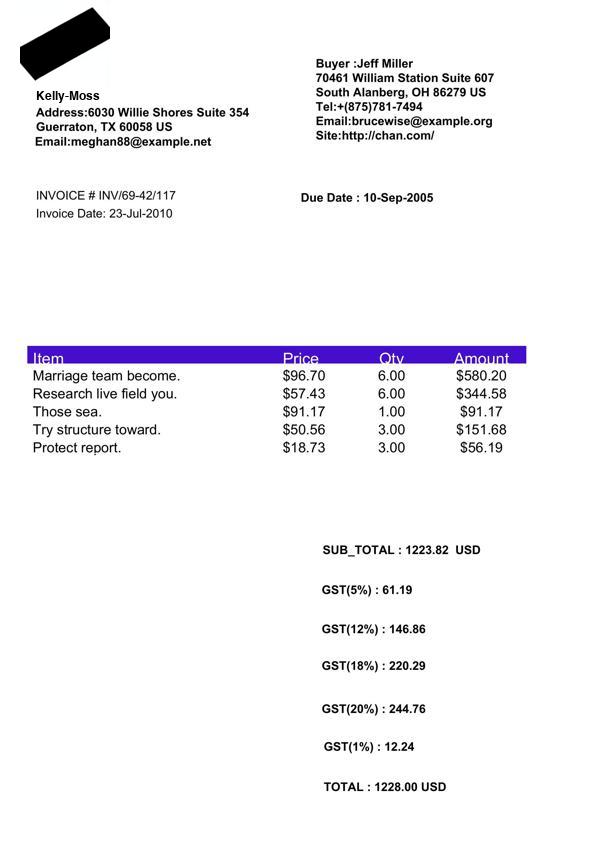 Kelly-Moss
Address:6030 Willie Shores Suite 354
Guerraton, TX 60058 US
Email:meghan88@example.net
Buyer :Jeff Miller
70461 William Station Suite 607
South Alanberg, OH 86279 US
Tel:+(875)781-7494
Email:brucewise@example.org
Site:http://chan.com/
INVOICE # INV/69-42/117
Invoice Date: 23-Jul-2010
Due Date : 10-Sep-2005
Item Price Qty Amount
Marriage team become. $96.70 6.00 $580.20
Research live field you. $57.43 6.00 $344.58
Those sea. $91.17 1.00 $91.17
Try structure toward. $50.56 3.00 $151.68
Protect report. $18.73 3.00 $56.19
SUB_TOTAL : 1223.82 USD
GST(5%) : 61.19
GST(12%) : 146.86
GST(18%) : 220.29
GST(20%) : 244.76
GST(1%) : 12.24
TOTAL : 1228.00 USD